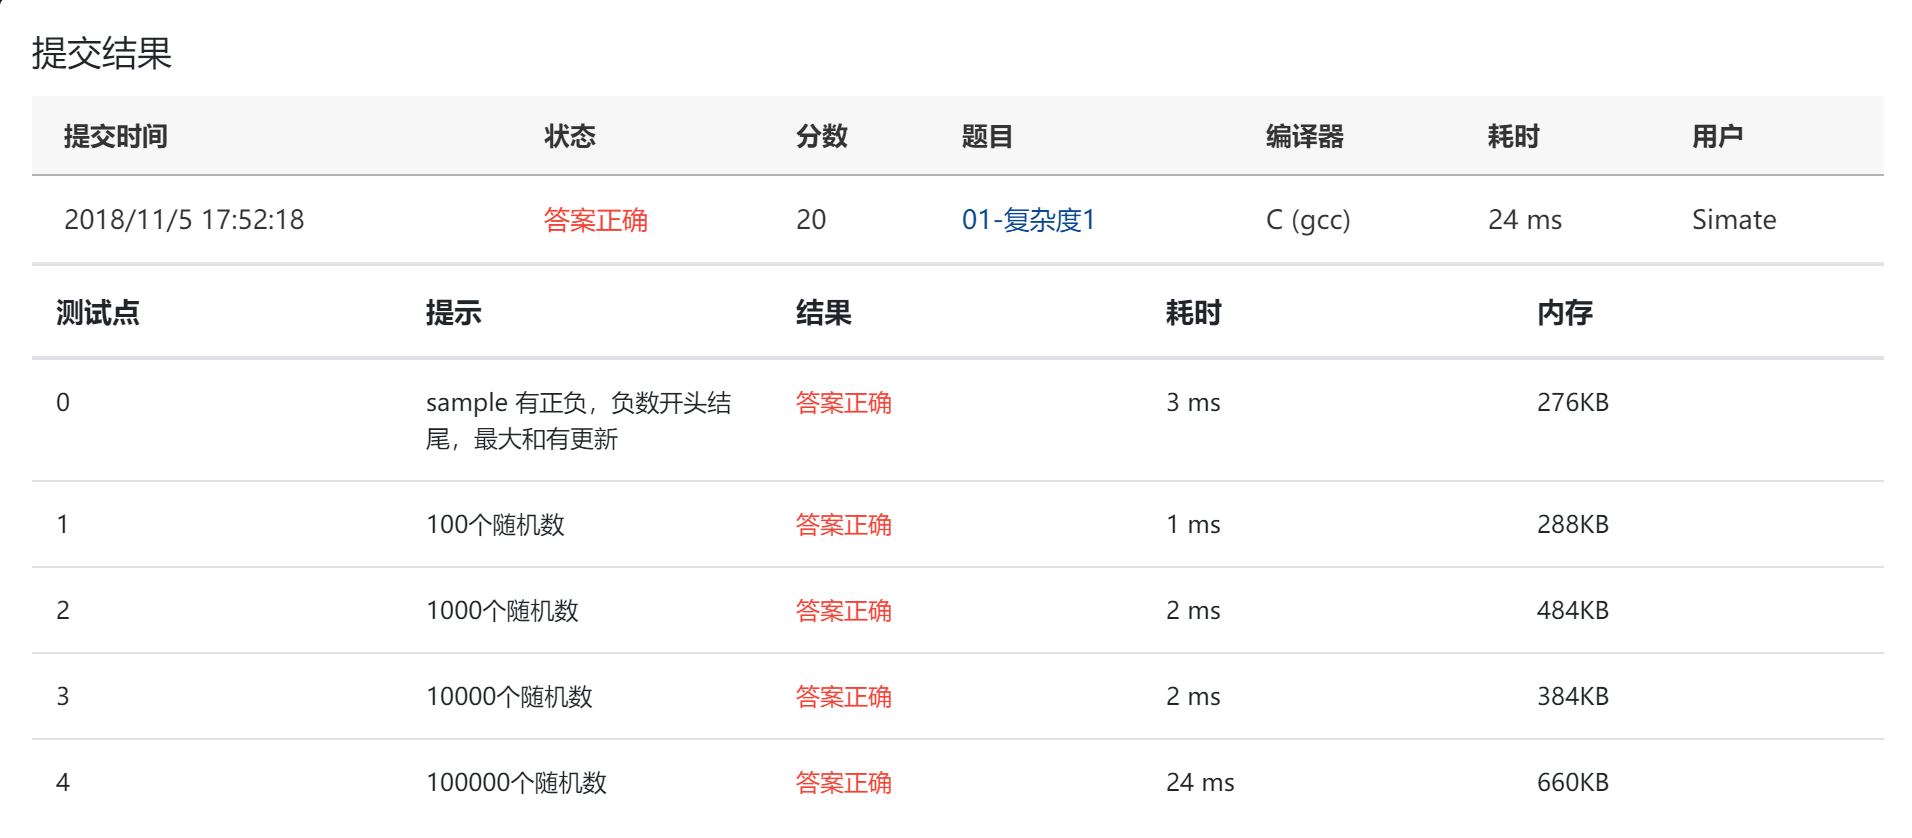 提交结果
提交时间 状态 分数 题目 编译器 耗时 用户
2018/11/5 17:52:18 答案正确 20 01-复杂度1 C (gcc) 24 ms Simate
测试点 提示 结果 耗时 内存
0 sample 有正负，负数开头结 答案正确 3 ms 276KB
尾，最大和有更新
1 100个随机数 答案正确 1 ms 288KB
2 1000个随机数 答案正确 2 ms 484KB
3 10000个随机数 答案正确 2 ms 384KB
4 100000个随机数 答案正确 24 ms 660KB